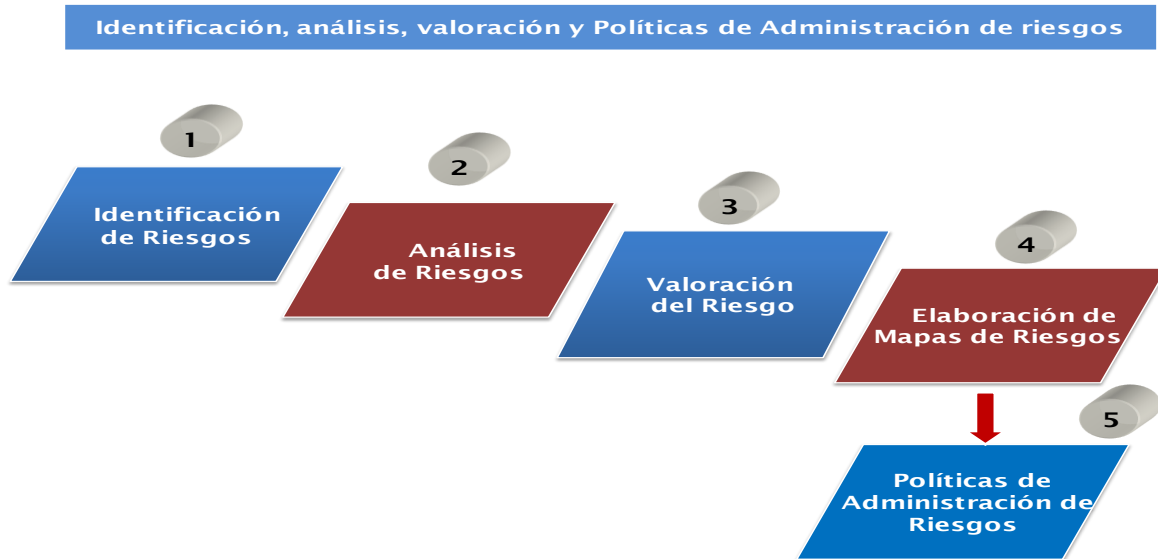 Identificación, análisis, valoración y Políticas de Administración de riesgos
1
Identificación
de Riesgos
2
Análisis
de Riesgos
3
Valoración
del Riesgo
4
Elaboración de
Mapas de Riesgos
5
Políticas de
Administración de
Riesgos